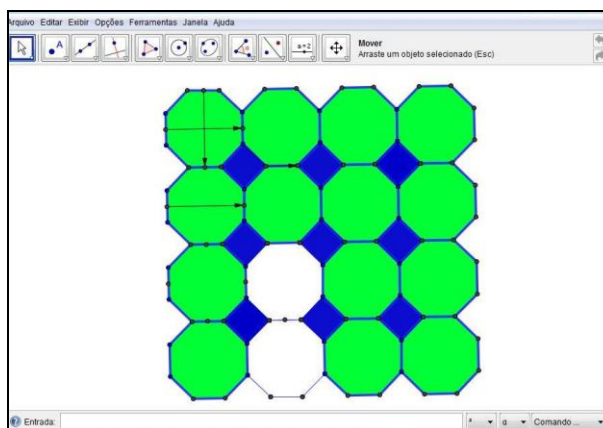 Arquivo Editar Exibir Opções Ferramentas Janela Ajuda
A
a=2
Mover
Arraste um objeto selecionado (Esc)
Entrada:
α
Comando ...